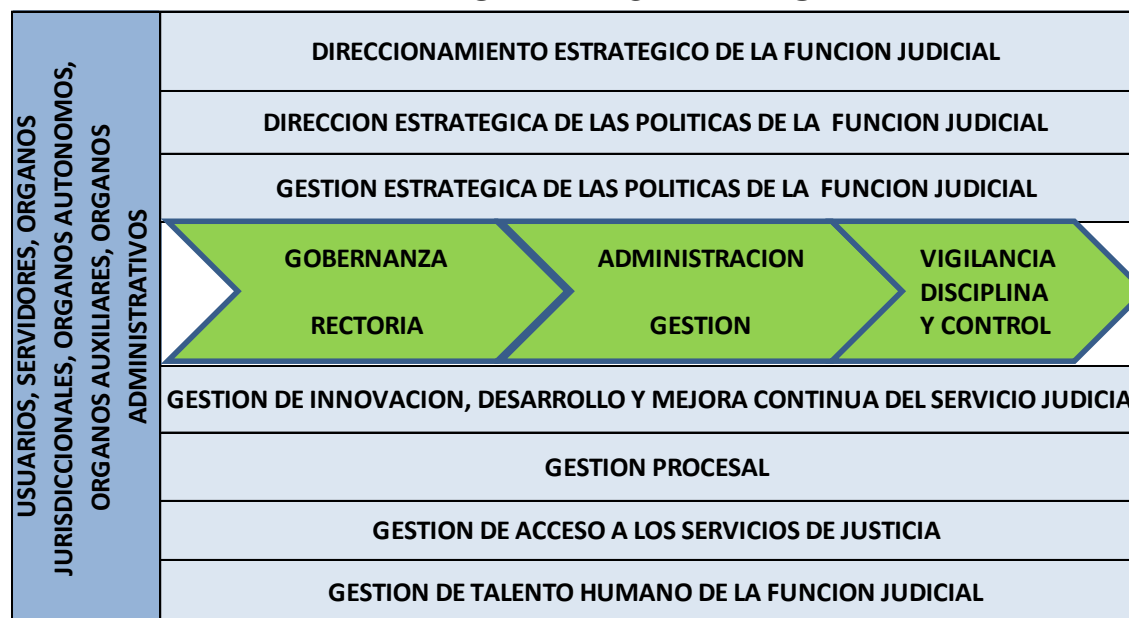 USUARIOS, SERVIDORES, ORGANOS
JURISDICCIONALES, ORGANOS AUTONOMOS,
ORGANOS AUXILIARES, ORGANOS
ADMINISTRATIVOS
DIRECCIONAMIENTO ESTRATEGICO DE LA FUNCION JUDICIAL
DIRECCION ESTRATEGICA DE LAS POLITICAS DE LA FUNCION JUDICIAL
GESTION ESTRATEGICA DE LAS POLITICAS DE LA FUNCION JUDICIAL
GOBERNANZA
RECTORIA
ADMINISTRACION
GESTION
VIGILANCIA
DISCIPLINA
Y CONTROL
GESTION DE INNOVACION, DESARROLLO Y MEJORA CONTINUA DEL SERVICIO JUDICIA
GESTION PROCESAL
GESTION DE ACCESO A LOS SERVICIOS DE JUSTICIA
GESTION DE TALENTO HUMANO DE LA FUNCION JUDICIAL